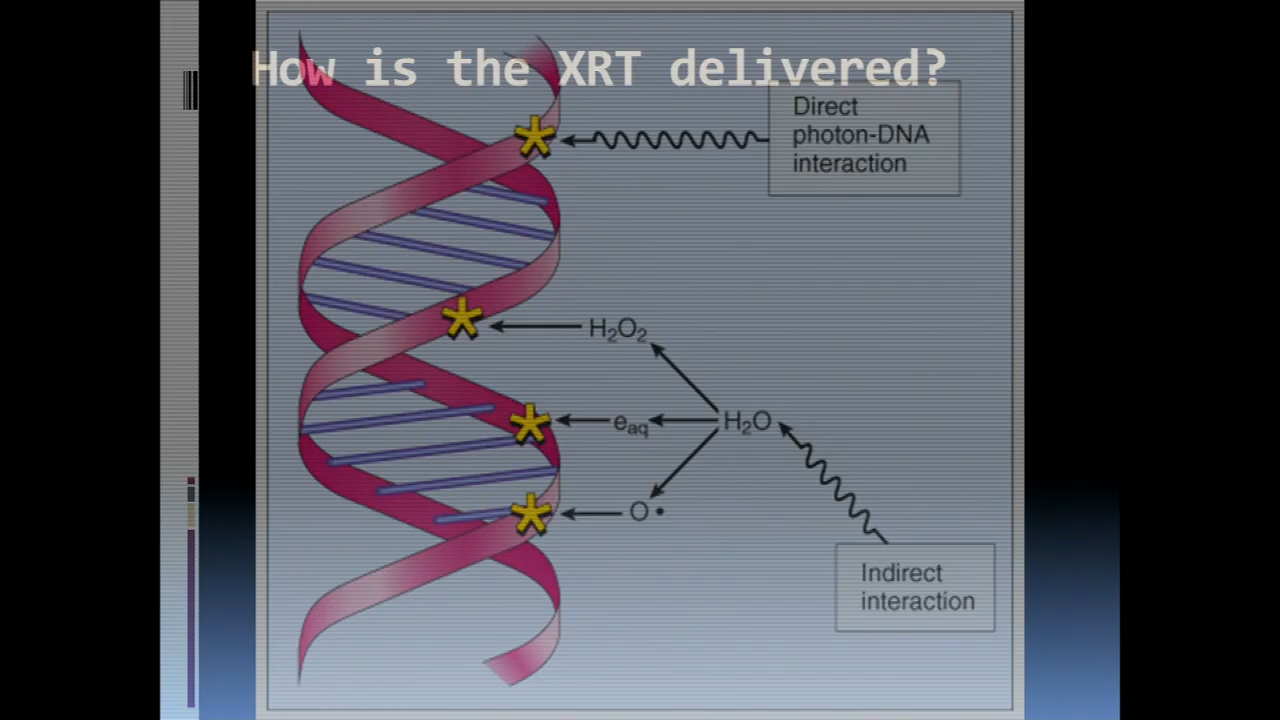 How is the XRT delivered?
Direct
photon-DNA
interaction
H₂O₂
eaq
H₂O
O •
Indirect
interaction